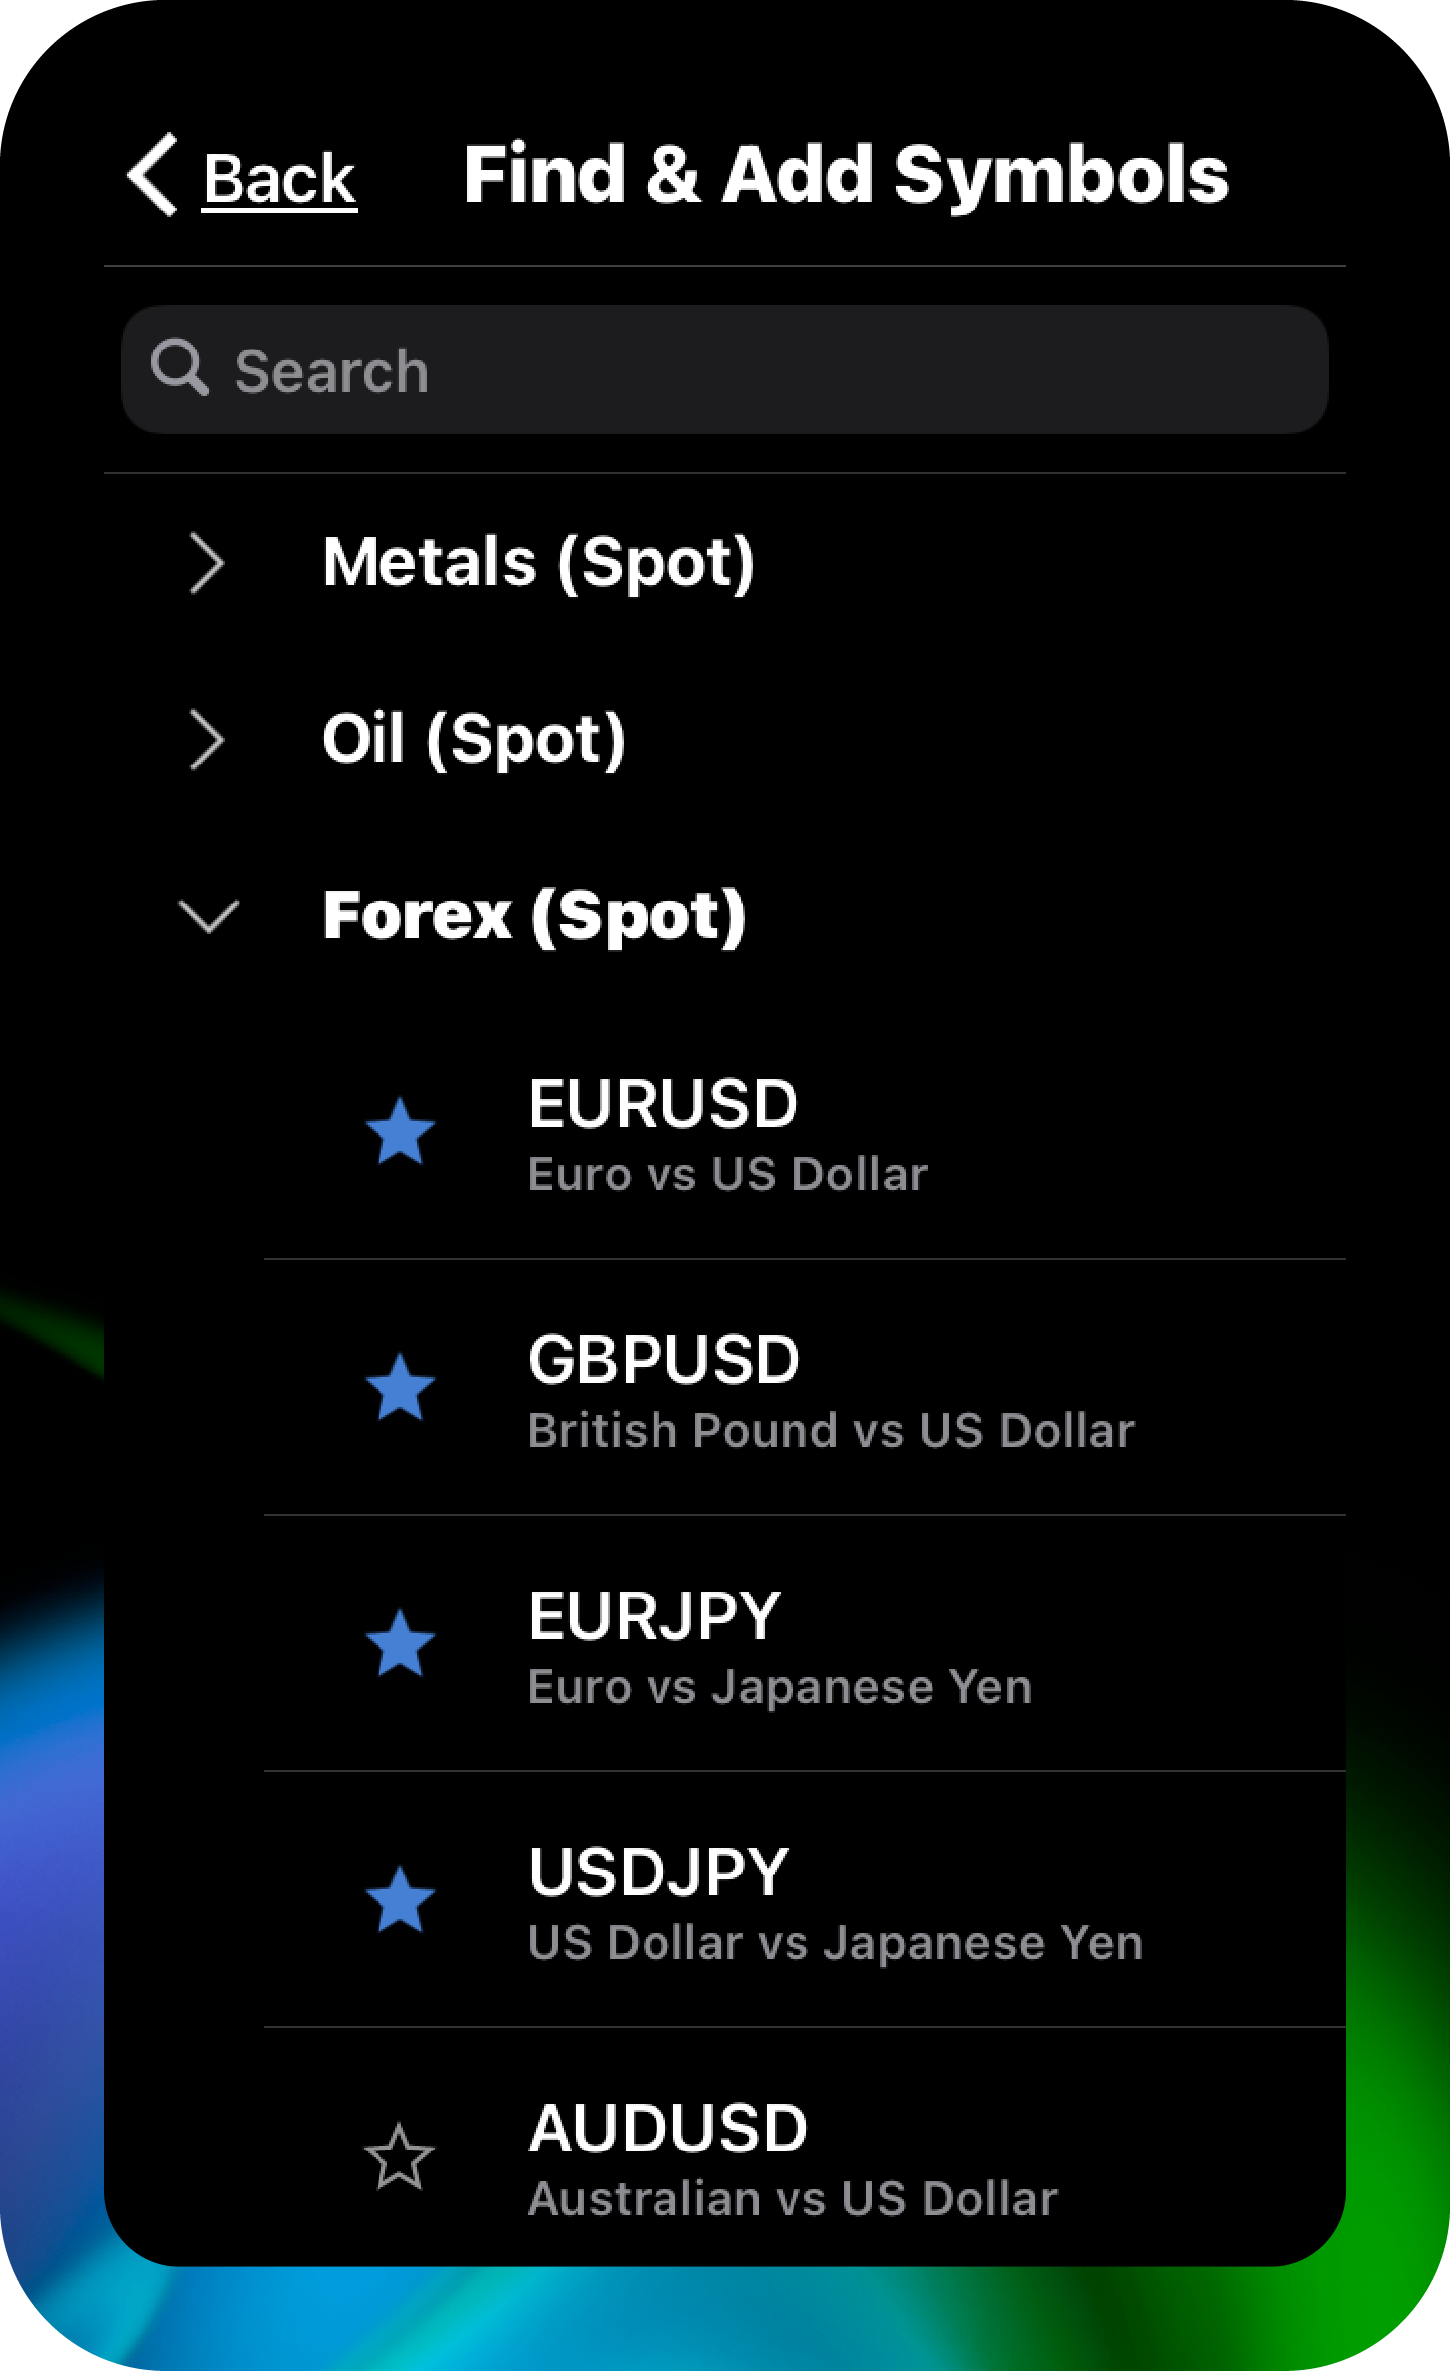 Back
Find & Add Symbols
Search
Metals (Spot)
Oil (Spot)
Forex (Spot)
EURUSD
Euro vs US Dollar
GBPUSD
British Pound vs US Dollar
EURJPY
Euro vs Japanese Yen
USDJPY
US Dollar vs Japanese Yen
AUDUSD
Australian vs US Dollar